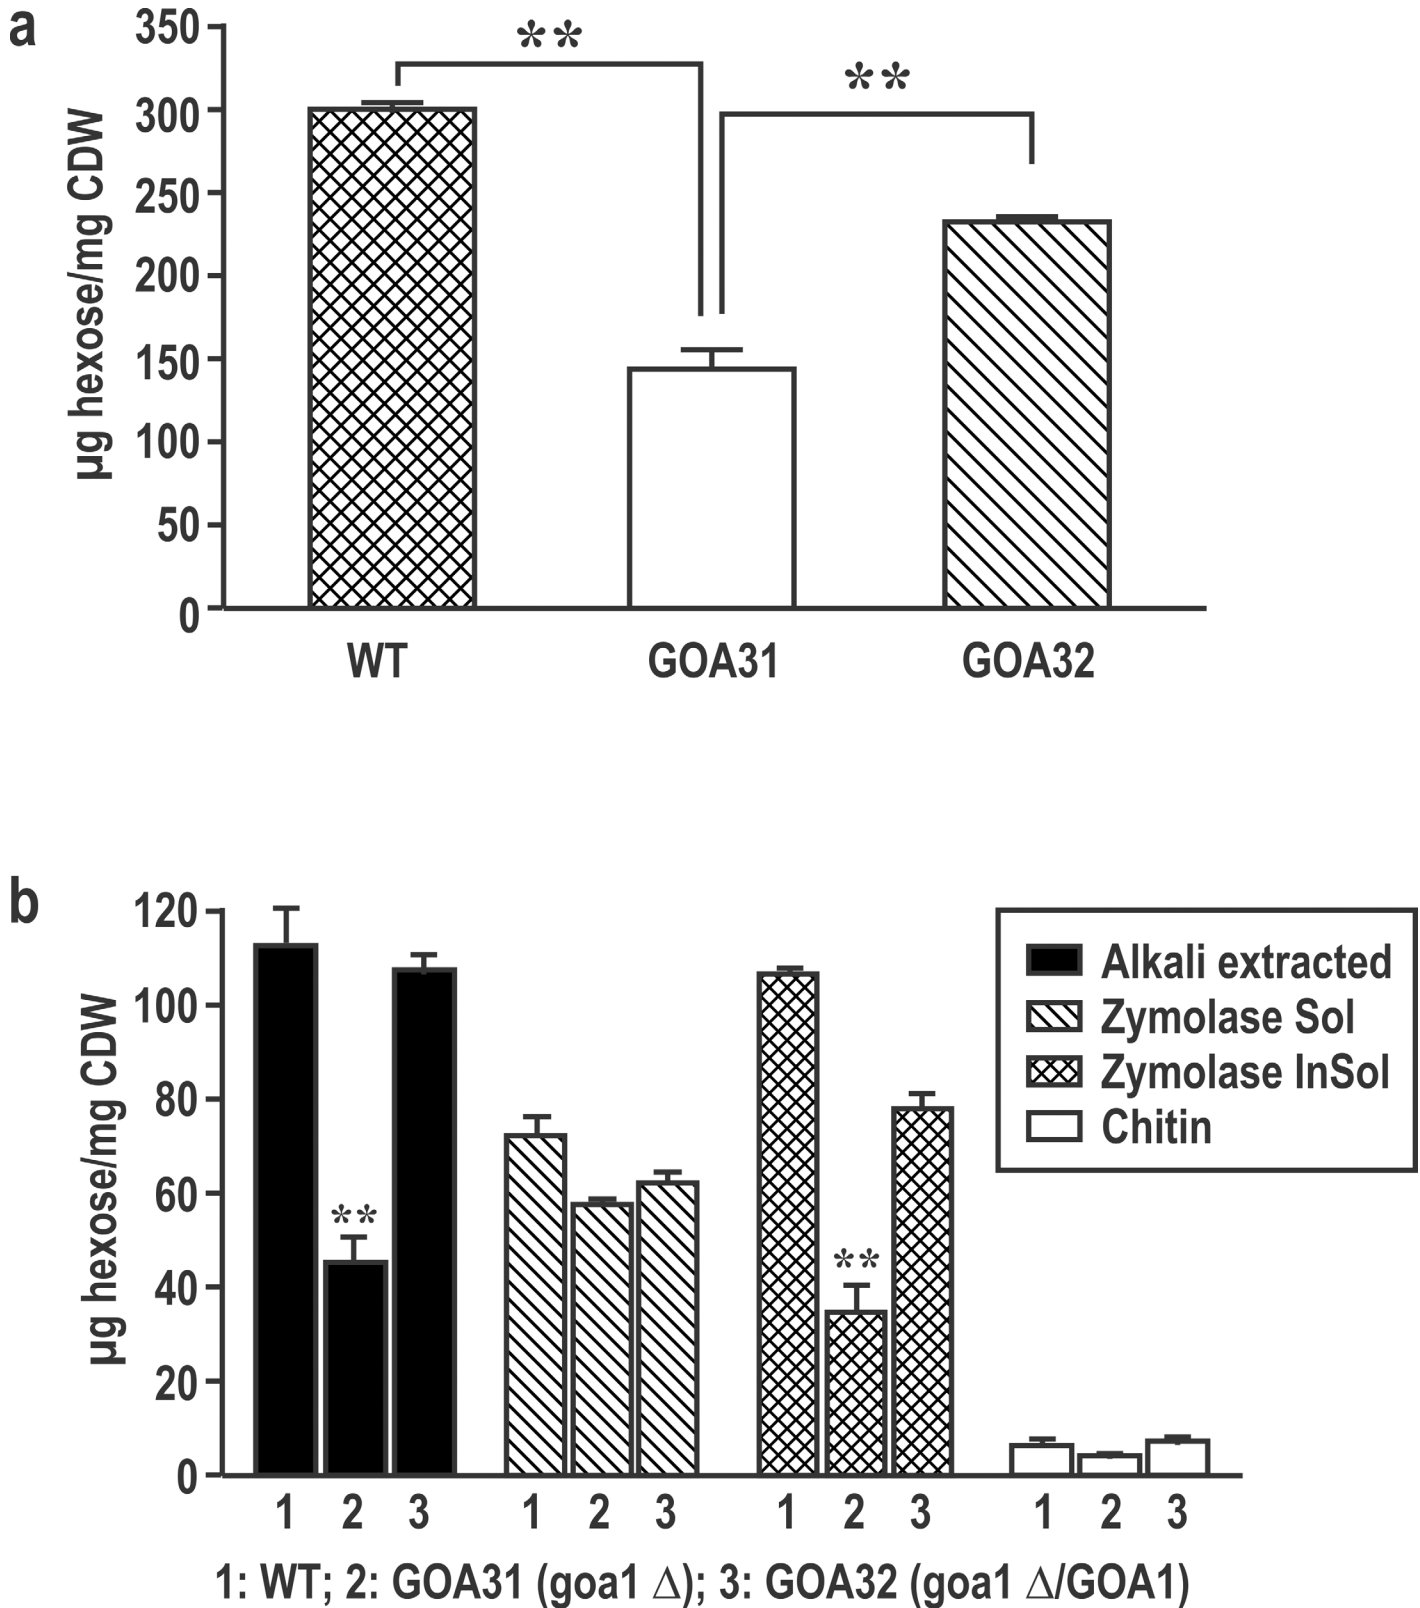 a
µg hexose/mg CDW
350
300
250
200
150
100
50
0
**
**
WT GOA31 GOA32
b
µg hexose/mg CDW
120
100
80
60
40
20
0
**
**
Alkali extracted
Zymolase Sol
Zymolase InSol
Chitin
1 2 3 1 2 3 1 2 3 1 2 3
1: WT; 2: GOA31 (goa1 Δ); 3: GOA32 (goa1 Δ/GOA1)